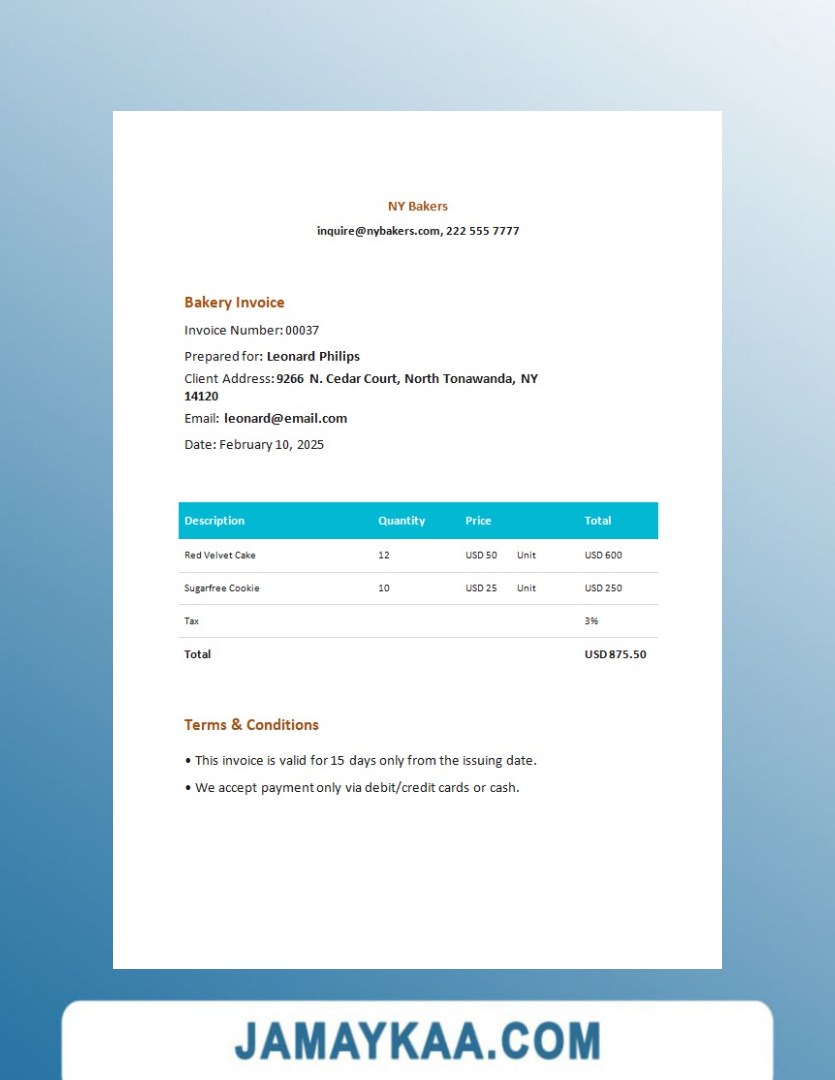 NY Bakers
inquire@nybakers.com, 222 555 7777
Bakery Invoice
Invoice Number: 00037
Prepared for: Leonard Philips
Client Address: 9266 N. Cedar Court, North Tonawanda, NY
14120
Email: leonard@email.com
Date: February 10, 2025
Description Quantity Price Total
Red Velvet Cake 12 USD 50 Unit USD 600
Sugarfree Cookie 10 USD 25 Unit USD 250
Tax 3%
Total USD 875.50
Terms & Conditions
• This invoice is valid for 15 days only from the issuing date.
• We accept payment only via debit/credit cards or cash.
JAMAYKAA.COM